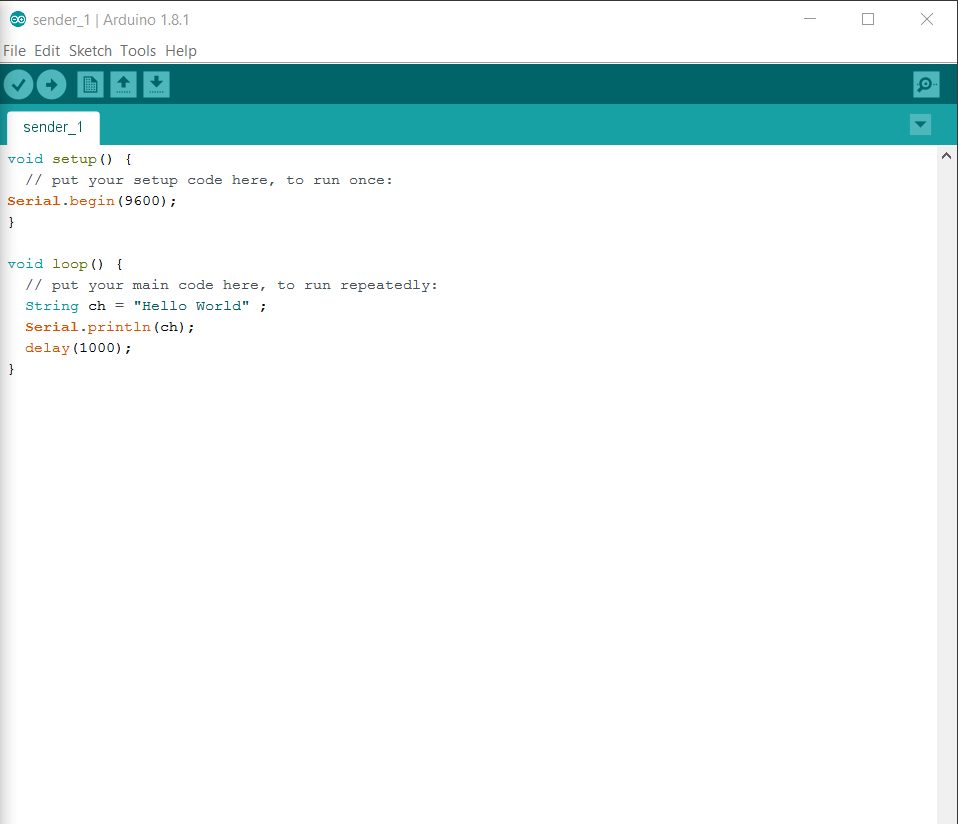 sender_1 | Arduino 1.8.1
File Edit Sketch Tools Help
sender_1
void setup() {
  // put your setup code here, to run once:
Serial.begin(9600);
}

void loop() {
  // put your main code here, to run repeatedly:
  String ch = "Hello World" ;
  Serial.println(ch);
  delay(1000);
}